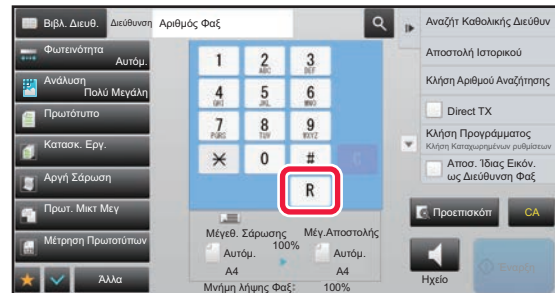 Βιβλ. Διευθ.
Διεύθυνση
Αριθμός Φαξ
Αναζήτ Καθολικής Διεύθυν
Φωτεινότητα
Αυτόμ.
Ανάλυση
Πολύ Μεγάλη
Πρωτότυπο
Κατασκ. Εργ.
Αργή Σάρωση
Πρωτ. Μικτ Μεγ
Μέτρηση Πρωτοτύπων
Άλλα
1
2 ABC
3 DEF
4 GHI
5 JKL
6 MNO
7 PQRS
8 TUV
9 WXYZ
0
#
C
R
Μέγεθ. Σάρωσης
Μέγ.Αποστολής
100%
Αυτόμ.
Αυτόμ.
A4
A4
Μνήμη λήψης Φαξ: 100%
Αποστολή Ιστορικού
Κλήση Αριθμού Αναζήτησης
Direct TX
Κλήση Προγράμματος
Κλήση Καταχωρημένων ρυθμίσεων
Αποσ. Ίδιας Εικόν.
ως Διεύθυνση Φαξ
Προεπισκόπ
CA
Ηχείο
Έναρξη